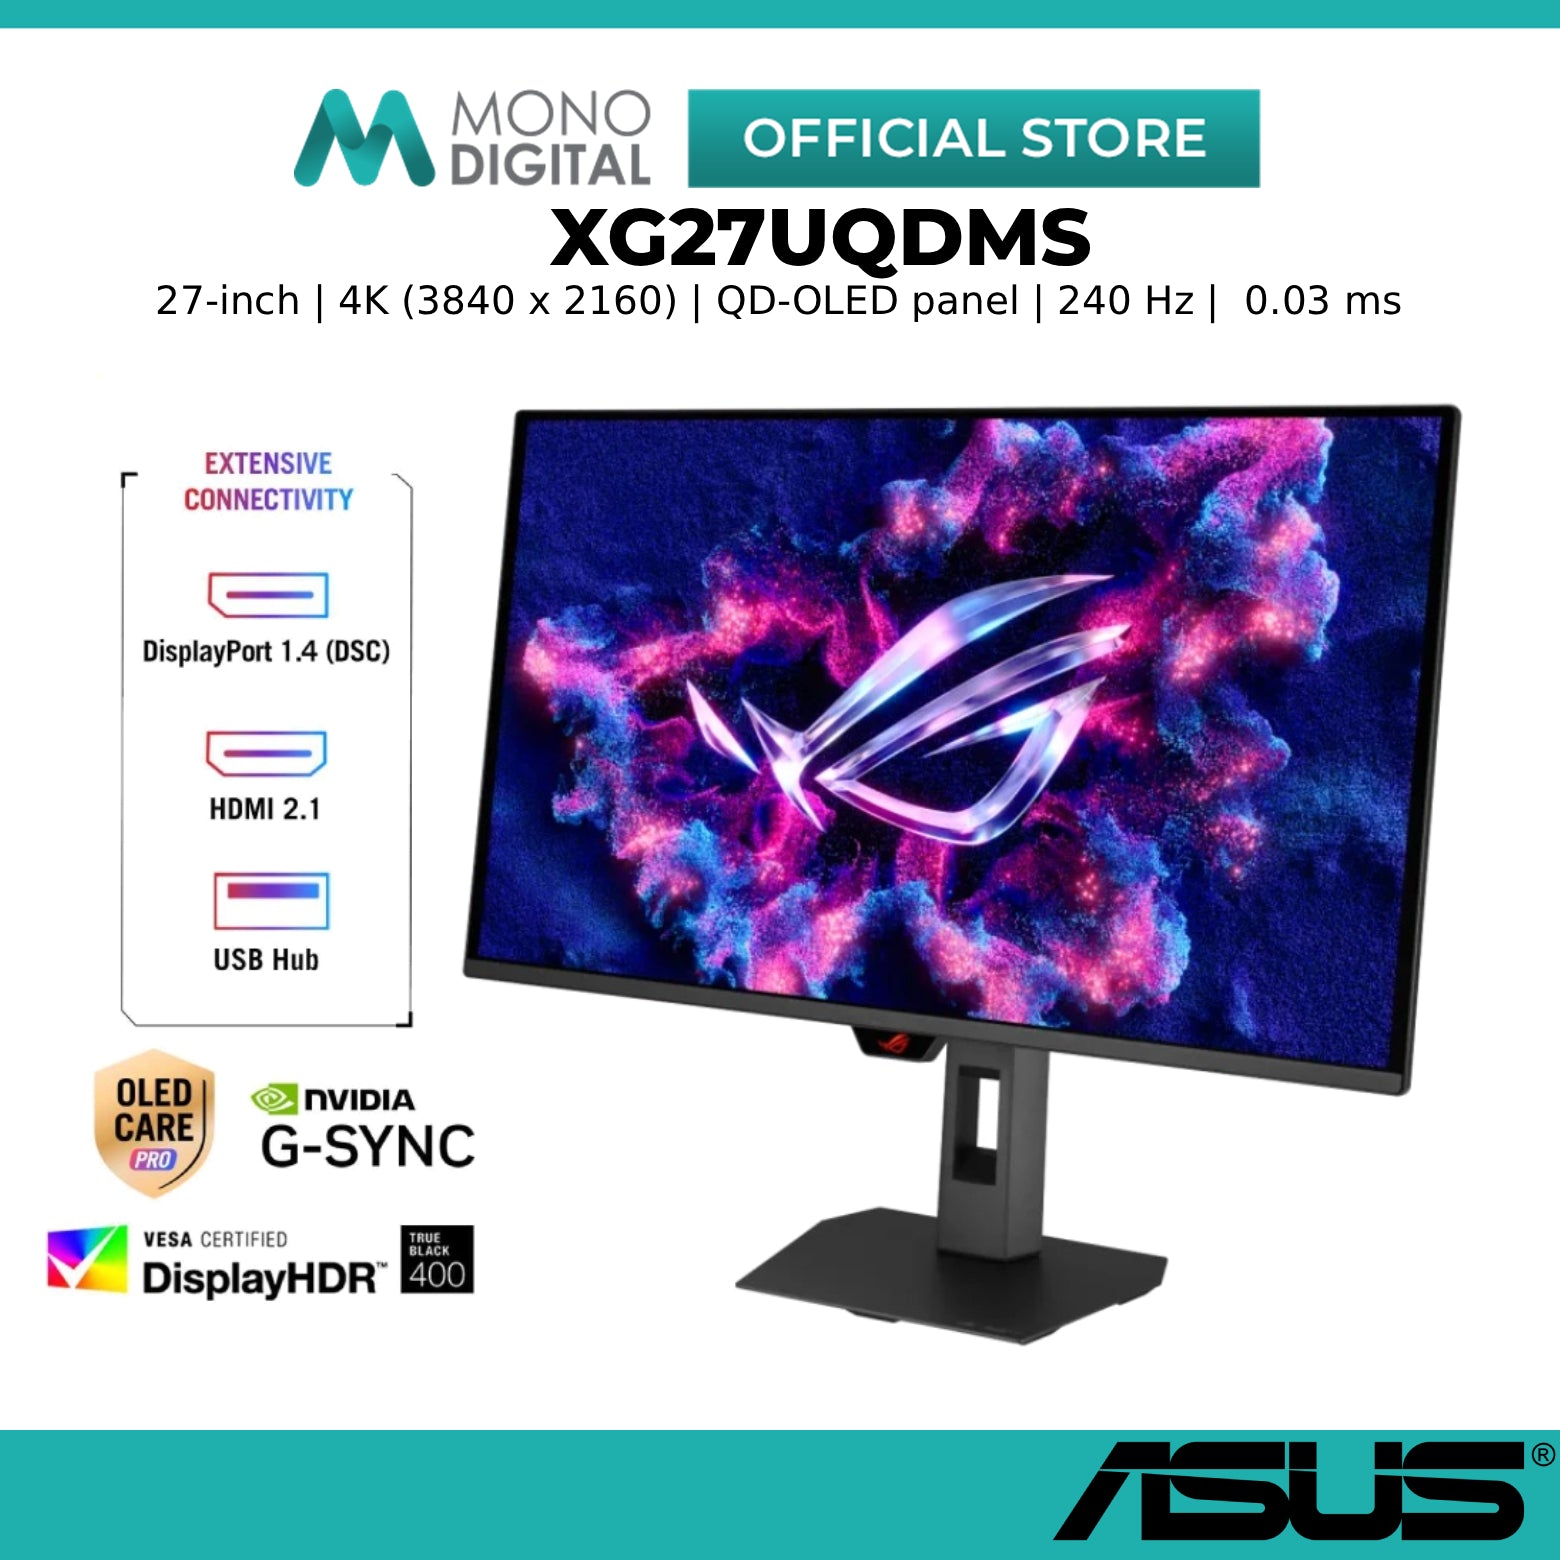 MONO
DIGITAL
OFFICIAL STORE
XG27UQDMS
27-inch | 4K (3840 x 2160) | QD-OLED panel | 240 Hz |  0.03 ms
EXTENSIVE
CONNECTIVITY
DisplayPort 1.4 (DSC)
HDMI 2.1
USB Hub
OLED
CARE
PRO
NVIDIA
G-SYNC
VESA CERTIFIED
DisplayHDR™
TRUE
BLACK
400
ASUS®